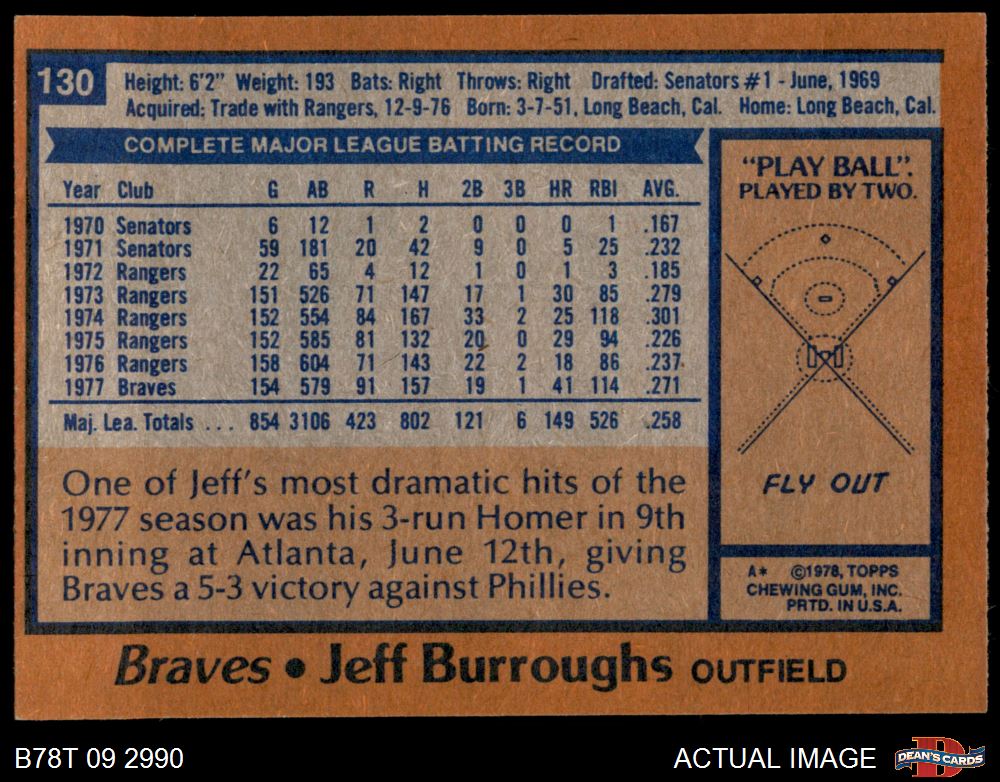 130
Height: 6'2" Weight: 193 Bats: Right Throws: Right Drafted: Senators #1 - June, 1969
Acquired: Trade with Rangers, 12-9-76 Born: 3-7-51, Long Beach, Cal. Home: Long Beach, Cal.
COMPLETE MAJOR LEAGUE BATTING RECORD
Year Club G AB R H 2B 3B HR RBI AVG.
1970 Senators 6 12 1 2 0 0 0 1 .167
1971 Senators 59 181 20 42 9 0 5 25 .232
1972 Rangers 22 65 4 12 1 0 1 3 .185
1973 Rangers 151 526 71 147 17 1 30 85 .279
1974 Rangers 152 554 84 167 33 2 25 118 .301
1975 Rangers 152 585 81 132 20 0 29 94 .226
1976 Rangers 158 604 71 143 22 2 18 86 .237
1977 Braves 154 579 91 157 19 1 41 114 .271
Maj. Lea. Totals . . . 854 3106 423 802 121 6 149 526 .258
One of Jeff's most dramatic hits of the
1977 season was his 3-run Homer in 9th
inning at Atlanta, June 12th, giving
Braves a 5-3 victory against Phillies.
"PLAY BALL".
PLAYED BY TWO.
FLY OUT
A* ©1978, TOPPS
CHEWING GUM, INC.
PRTD. IN U.S.A.
Braves • Jeff Burroughs OUTFIELD
B78T 09 2990
ACTUAL IMAGE
D
DEAN'S CARDS